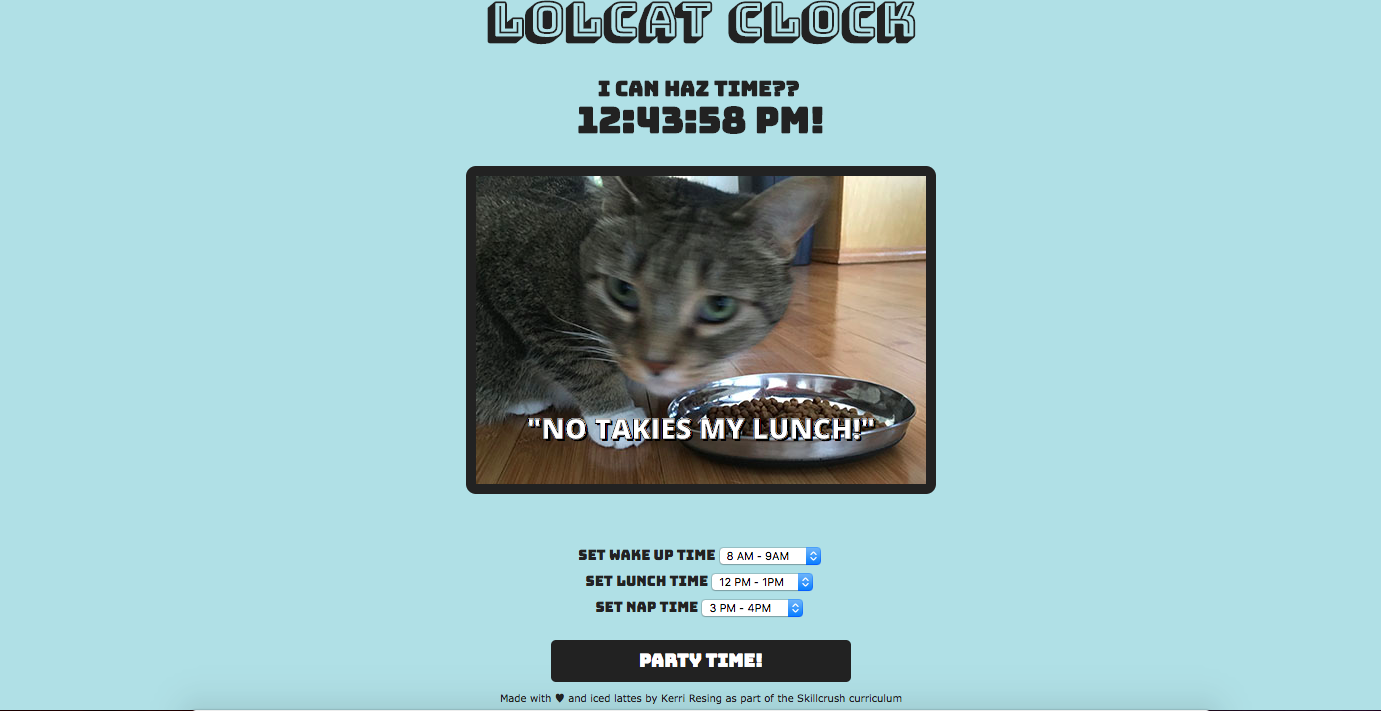 LOLCAT CLOCK
I CAN HAZ TIME??
12:43:58 PM!
"NO TAKIES MY LUNCH!"
SET WAKE UP TIME 8 AM - 9AM
SET LUNCH TIME 12 PM - 1PM
SET NAP TIME 3 PM - 4PM
PARTY TIME!
Made with ♥ and iced lattes by Kerri Resing as part of the Skillcrush curriculum